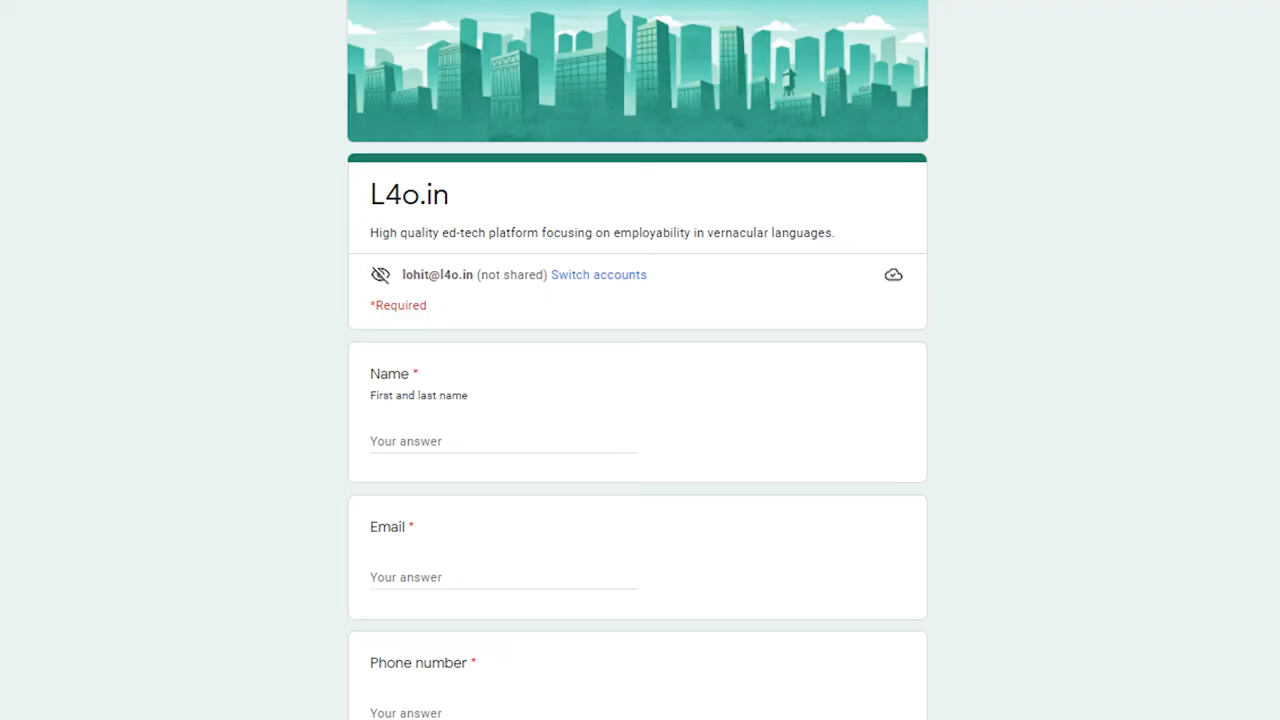 L4o.in
High quality ed-tech platform focusing on employability in vernacular languages.
lohit@l4o.in (not shared) Switch accounts
*Required
Name *
First and last name
Your answer
Email *
Your answer
Phone number *
Your answer